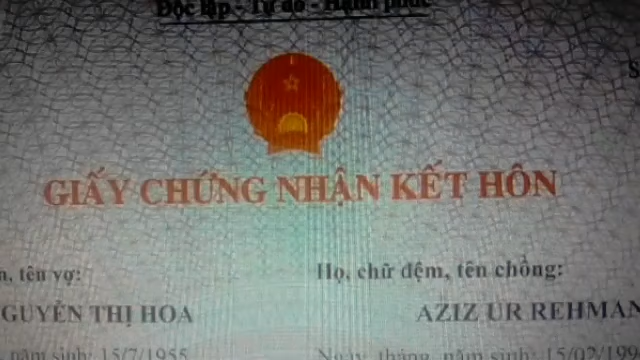 Độc lập - Tự do - Hạnh phúc
GIẤY CHỨNG NHẬN KẾT HÔN
tên vợ:
Họ, chữ đệm, tên chồng:
GUYỄN THỊ HOA
AZIZ UR REHMAN
năm sinh: 15/7/1955
Ngày, tháng, năm sinh: 15/02/199